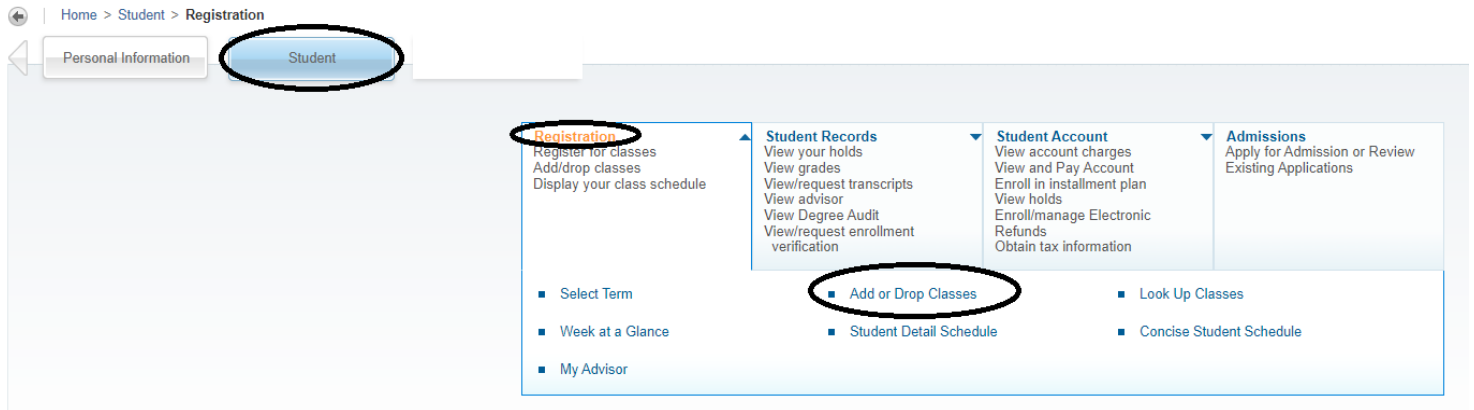 Home > Student > Registration
Personal Information
Student
Registration
Register for classes
Add/drop classes
Display your class schedule
Student Records
View your holds
View grades
View/request transcripts
View advisor
View Degree Audit
View/request enrollment
verification
Student Account
View account charges
View and Pay Account
Enroll in installment plan
View holds
Enroll/manage Electronic
Refunds
Obtain tax information
Admissions
Apply for Admission or Review
Existing Applications
Select Term
Add or Drop Classes
Look Up Classes
Week at a Glance
Student Detail Schedule
Concise Student Schedule
My Advisor